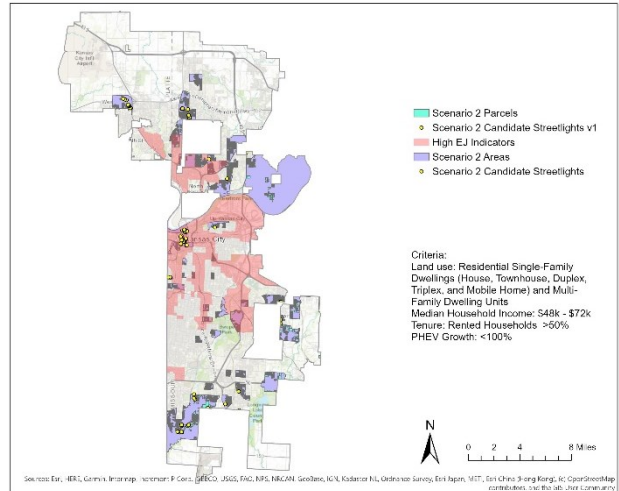 Scenario 2 Parcels
Scenario 2 Candidate Streetlights v1
High EJ Indicators
Scenario 2 Areas
Scenario 2 Candidate Streetlights
Criteria:
Land use: Residential Single-Family
Dwellings (House, Townhouse, Duplex,
Triplex, and Mobile Home) and Multi-
Family Dwelling Units
Median Household Income: $48k - $72k
Tenure: Rented Households >50%
PHEV Growth: <100%
N
0 2 4 8 Miles
PLATTE
Sources: Esri, HERE, Garmin, Intermap, increment P Corp., GEBCO, USGS, FAO, NPS, NRCAN, GeoBase, IGN, Kadaster NL, Ordnance Survey, Esri Japan, METI, Esri China (Hong Kong), (c) OpenStreetMap
contributors, and the GIS User Community